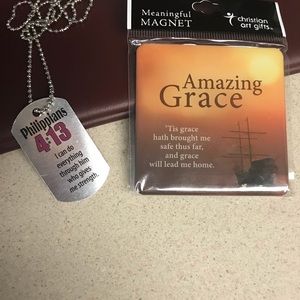 Meaningful
MAGNET
christian
art gifts®
Amazing
Grace
'Tis grace
hath brought me
safe thus far,
and grace
will lead me home.
Philippians
4:13
I can do
everything
through him
who gives
me strength.